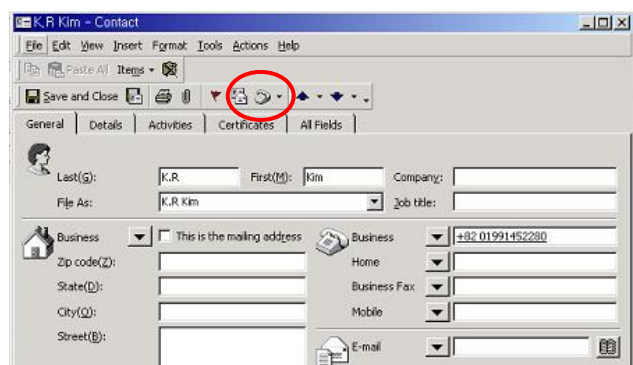 K,R Kim - Contact
File Edit View Insert Format Tools Actions Help
Paste All Items
Save and Close
General Details Activities Certificates All Fields
Last(G): K.R. First(M): Kim Company:
File As: K.R Kim Job title:
Business This is the mailing address Business +82 01991452280
Zip code(Z): Home
State(D): Business Fax
City(O): Mobile
Street(B):
E-mail